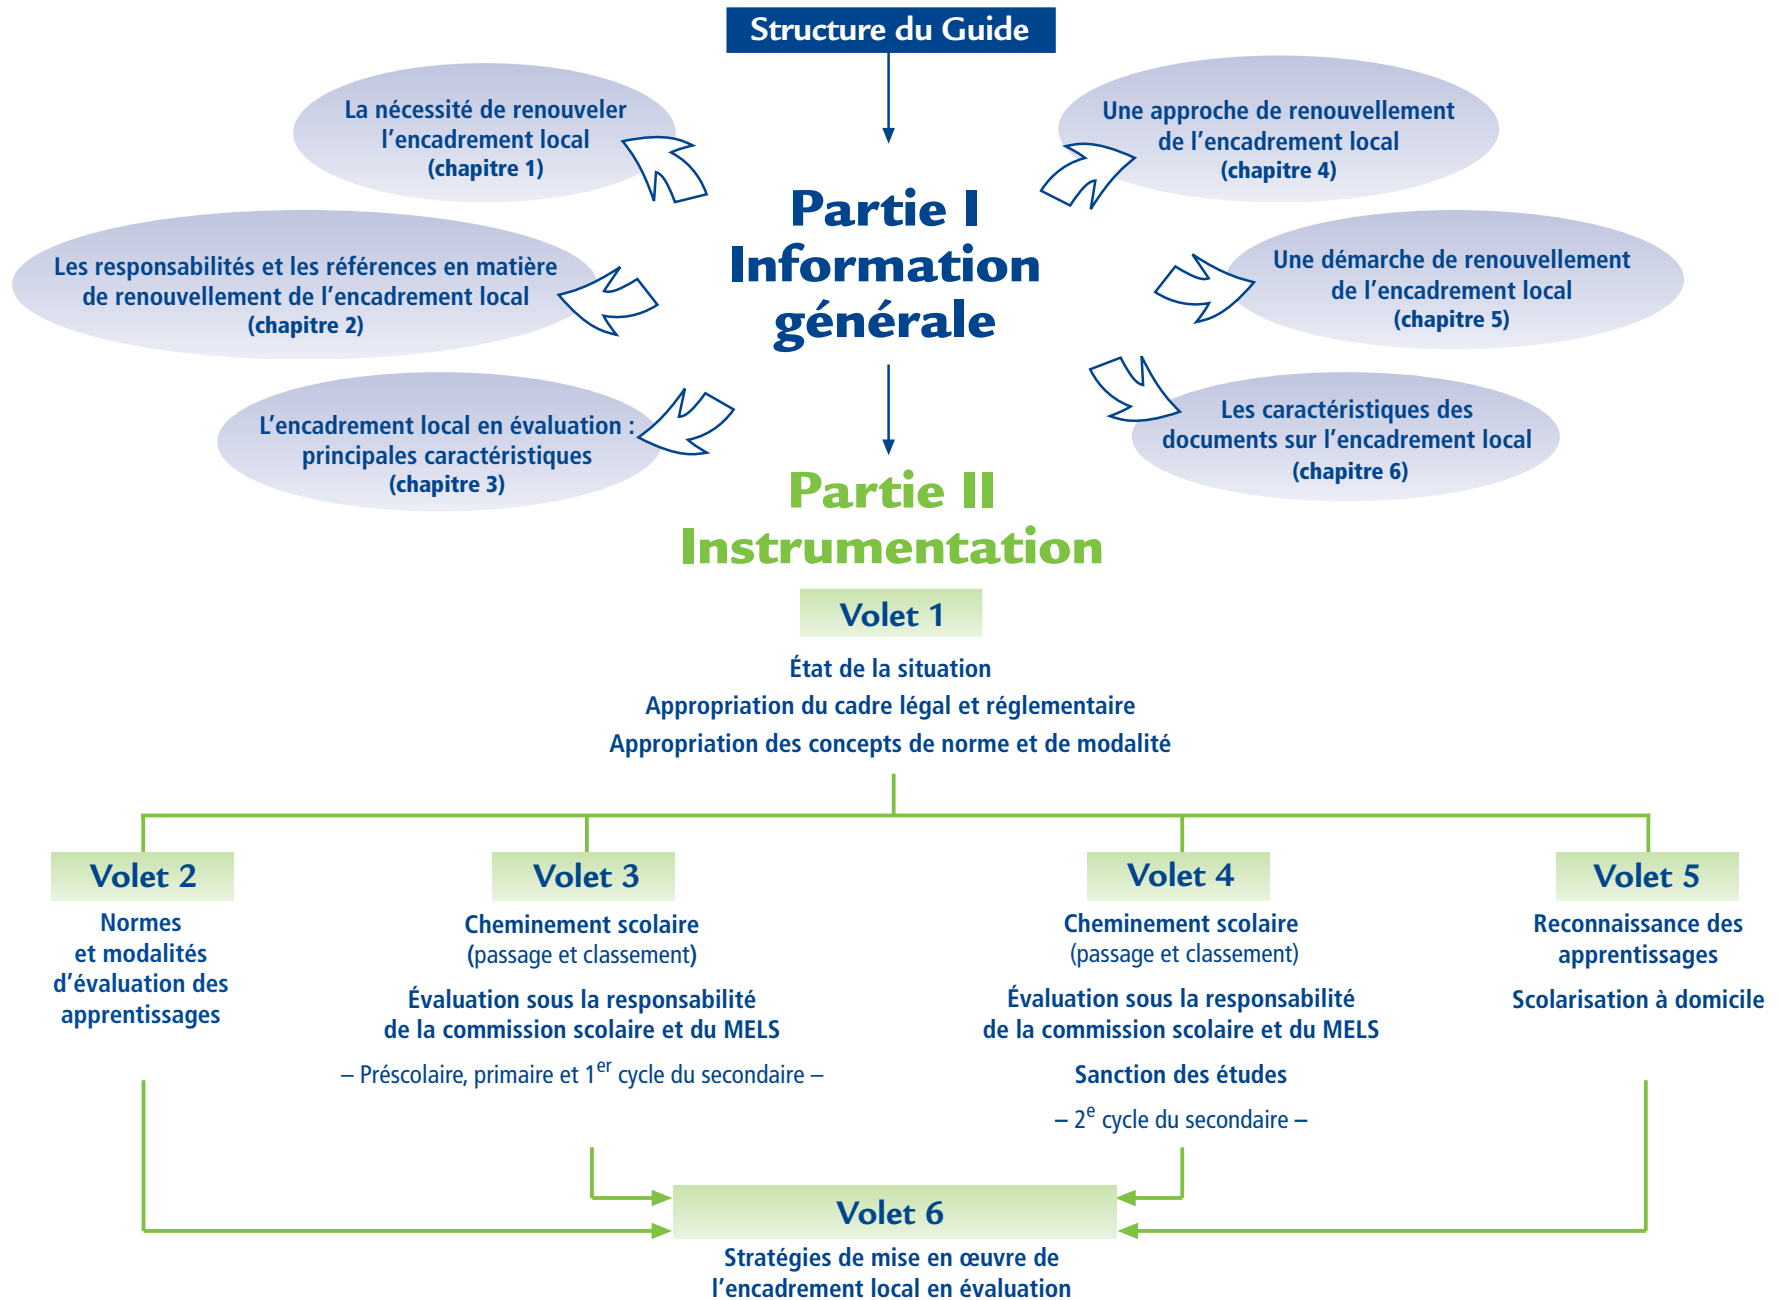 Structure du Guide
La nécessité de renouveler
l'encadrement local
(chapitre 1)
Une approche de renouvellement
de l'encadrement local
(chapitre 4)
Partie I
Information
générale
Les responsabilités et les références en matière
de renouvellement de l'encadrement local
(chapitre 2)
Une démarche de renouvellement
de l'encadrement local
(chapitre 5)
L'encadrement local en évaluation :
principales caractéristiques
(chapitre 3)
Les caractéristiques des
documents sur l'encadrement local
(chapitre 6)
Partie II
Instrumentation
Volet 1
État de la situation
Appropriation du cadre légal et réglementaire
Appropriation des concepts de norme et de modalité
Volet 2
Normes
et modalités
d'évaluation des
apprentissages
Volet 3
Cheminement scolaire
(passage et classement)
Évaluation sous la responsabilité
de la commission scolaire et du MELS
– Préscolaire, primaire et 1er cycle du secondaire –
Volet 4
Cheminement scolaire
(passage et classement)
Évaluation sous la responsabilité
de la commission scolaire et du MELS
Sanction des études
– 2e cycle du secondaire –
Volet 5
Reconnaissance des
apprentissages
Scolarisation à domicile
Volet 6
Stratégies de mise en œuvre de
l'encadrement local en évaluation